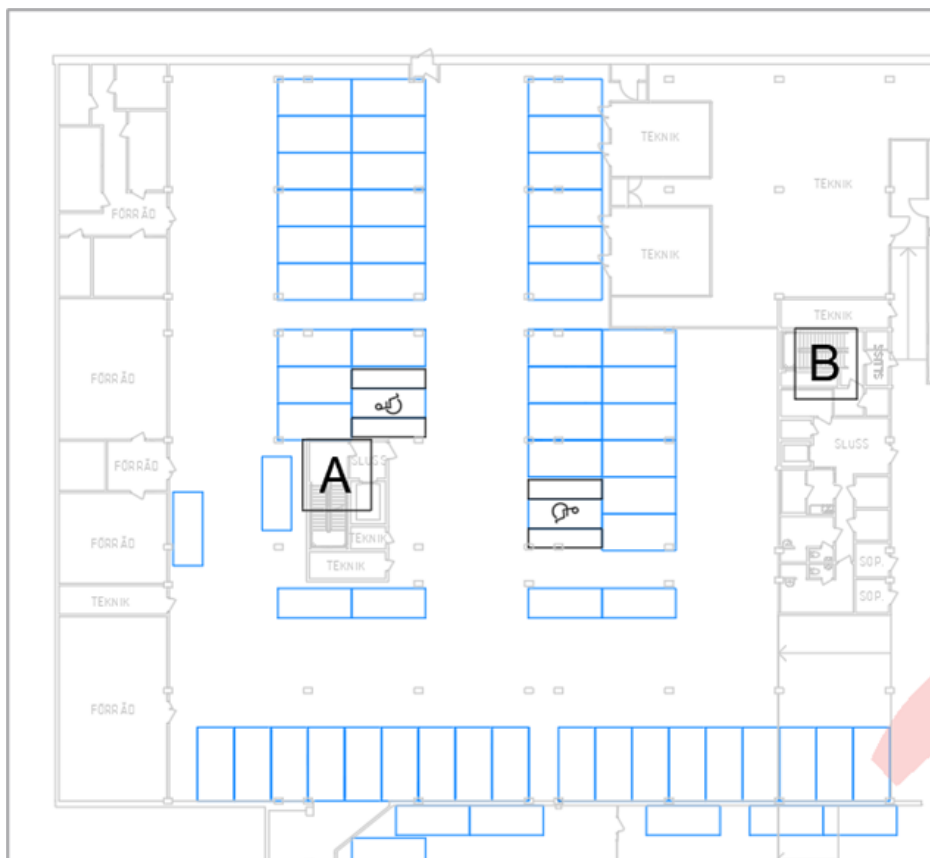 TEKNIK
TEKNIK
FÖRRÅD
TEKNIK
TEKNIK
B
SLUSS
FÖRRÅD
SLUSS
A
SLUSS
FÖRRÅD
TEKNIK
FÖRRÅD
TEKNIK
SOP.
TEKNIK
SOP.
FÖRRÅD